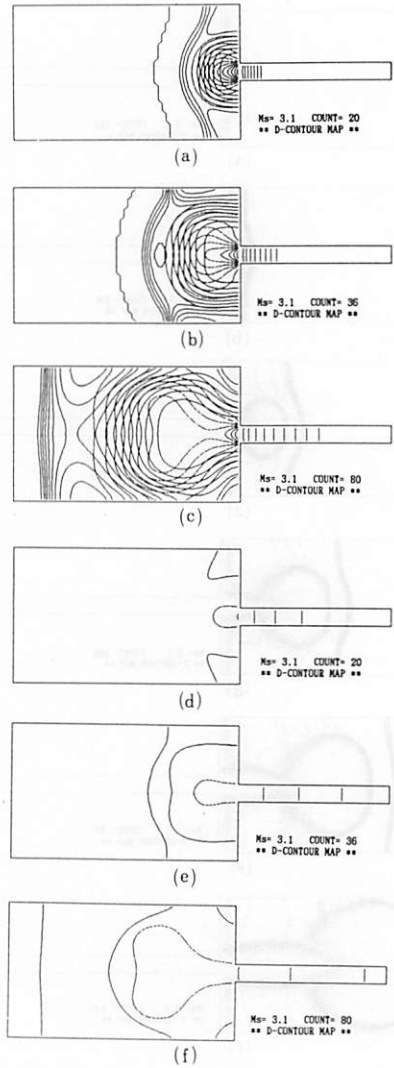 Ms= 3.1 COUNT= 20
** D-CONTOUR MAP **
(a)
Ms= 3.1 COUNT= 36
** D-CONTOUR MAP **
(b)
Ms= 3.1 COUNT= 80
** D-CONTOUR MAP **
(c)
Ms= 3.1 COUNT= 20
** D-CONTOUR MAP **
(d)
Ms= 3.1 COUNT= 36
** D-CONTOUR MAP **
(e)
Ms= 3.1 COUNT= 80
** D-CONTOUR MAP **
(f)